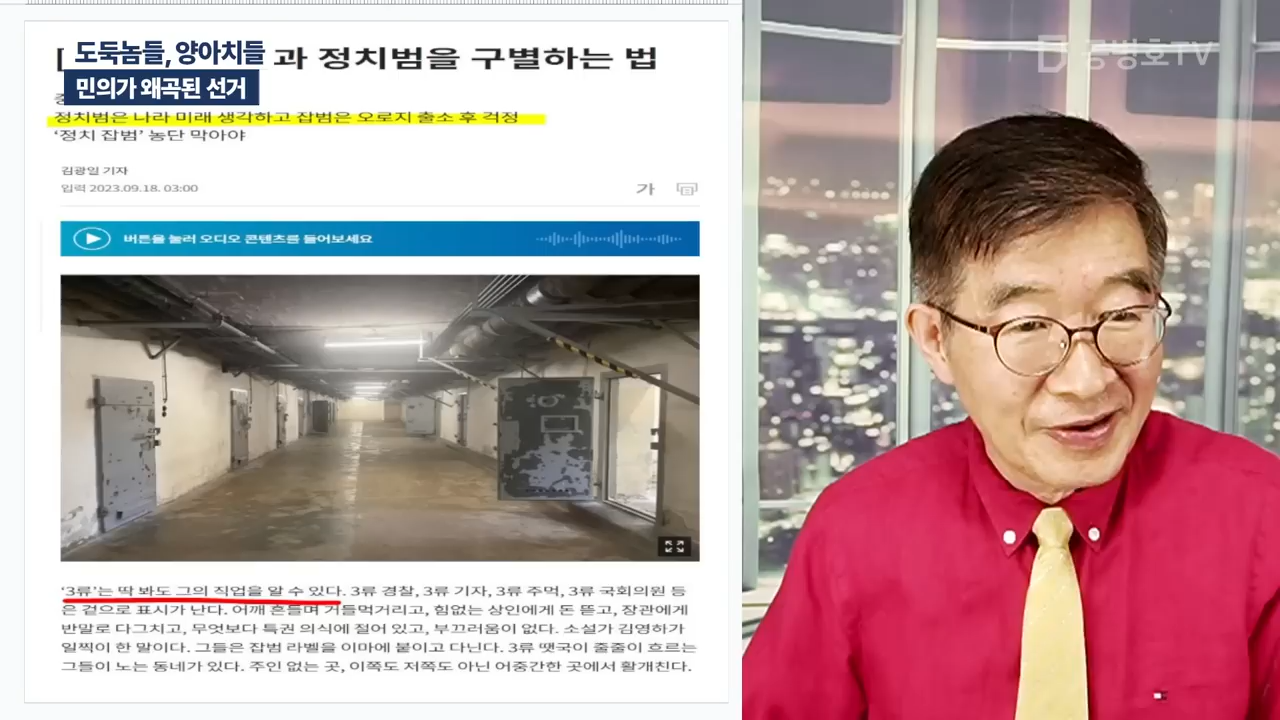 [
도둑놈들, 양아치들
과 정치범을 구별하는 법
민의가 왜곡된 선거
정치범은 나라 미래 생각하고 잡범은 오로지 출소 후 걱정
‘정치 잡범’ 농단 막아야
김광일 기자
입력 2023.09.18. 03:00
가
버튼을 눌러 오디오 콘텐츠를 들어보세요
‘3류’는 딱 봐도 그의 직업을 알 수 있다. 3류 경찰, 3류 기자, 3류 주먹, 3류 국회의원 등
은 겉으로 표시가 난다. 어깨 흔들며 거들먹거리고, 힘없는 상인에게 돈 뜯고, 장관에게
반말로 다그치고, 무엇보다 특권 의식에 절어 있고, 부끄러움이 없다. 소설가 김영하가
일찍이 한 말이다. 그들은 잡범 라벨을 이마에 붙이고 다닌다. 3류 땟국이 줄줄이 흐르는
그들이 노는 동네가 있다. 주인 없는 곳, 이쪽도 저쪽도 아닌 어중간한 곳에서 활개친다.
공병호TV